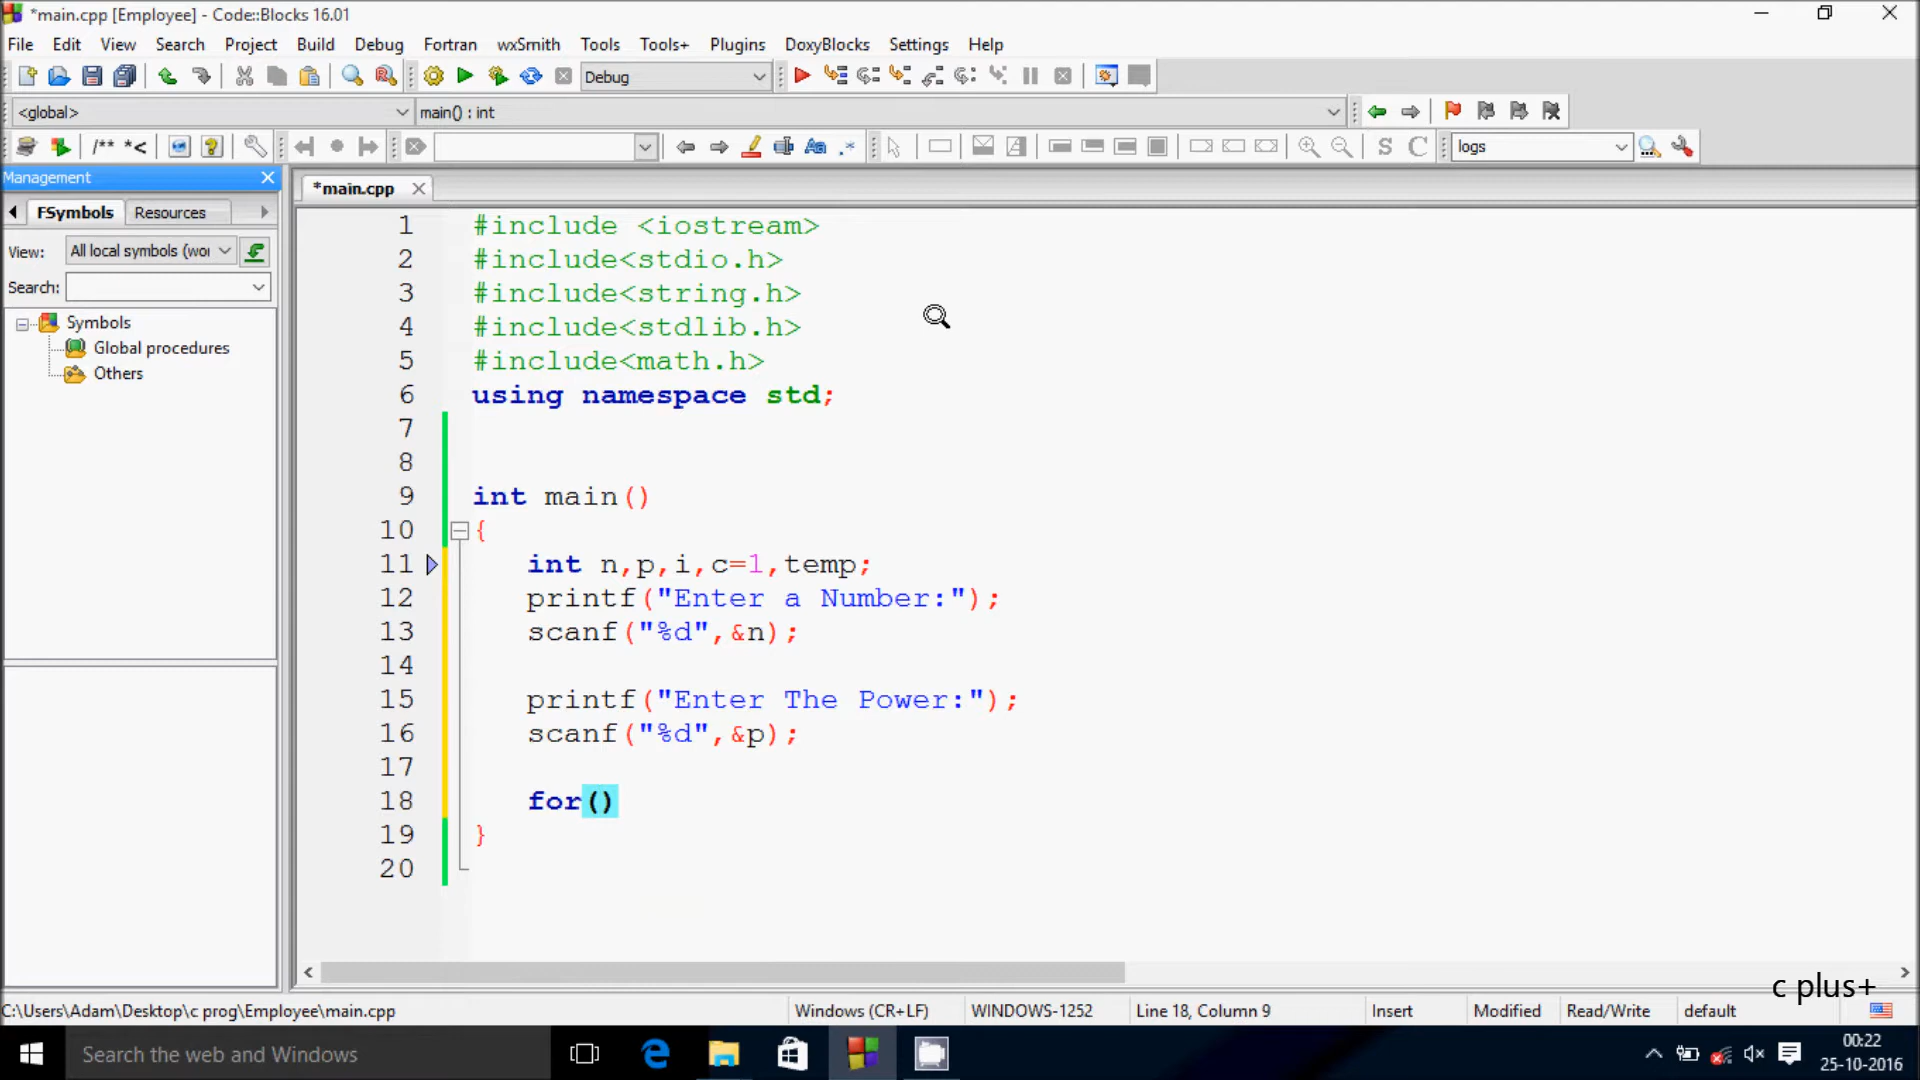 *main.cpp [Employee] - Code::Blocks 16.01
File Edit View Search Project Build Debug Fortran wxSmith Tools Tools+ Plugins DoxyBlocks Settings Help
Debug
<global> main() : int
/** *< Aa .* S C logs
Management
*main.cpp
FSymbols Resources
View: All local symbols (wor
Search:
Symbols
Global procedures
Others
1 #include <iostream>
2 #include<stdio.h>
3 #include<string.h>
4 #include<stdlib.h>
5 #include<math.h>
6 using namespace std;
7
8
9 int main()
10 {
11 int n,p,i,c=1,temp;
12 printf("Enter a Number:");
13 scanf("%d",&n);
14
15 printf("Enter The Power:");
16 scanf("%d",&p);
17
18 for()
19 }
20
c plus+
C:\Users\Adam\Desktop\c prog\Employee\main.cpp Windows (CR+LF) WINDOWS-1252 Line 18, Column 9 Insert Modified Read/Write default
Search the web and Windows
00:22
25-10-2016